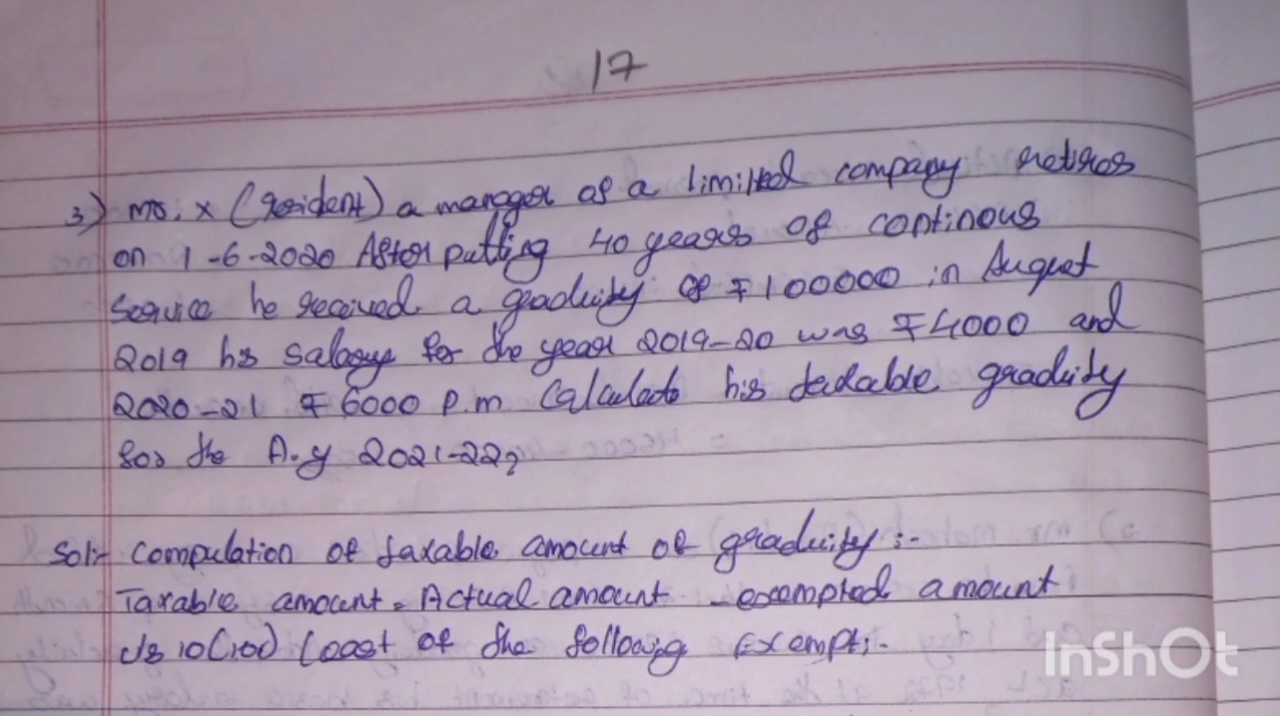 17
3) mr. x (resident) a manager of a limited company retires
on 1-6-2020 After putting 40 years of continous
service he received a graduity of ₹100000 in August
2019 his salary for the year 2019-20 was ₹4000 and
2020-21 ₹6000 p.m Calculate his taxable graduity
for the A.y 2021-22?
Sol:- Computation of taxable amount of graduity :-
Taxable amount = Actual amount - exempted amount
u/s 10(10) Least of the following Exempt:-
InShOt